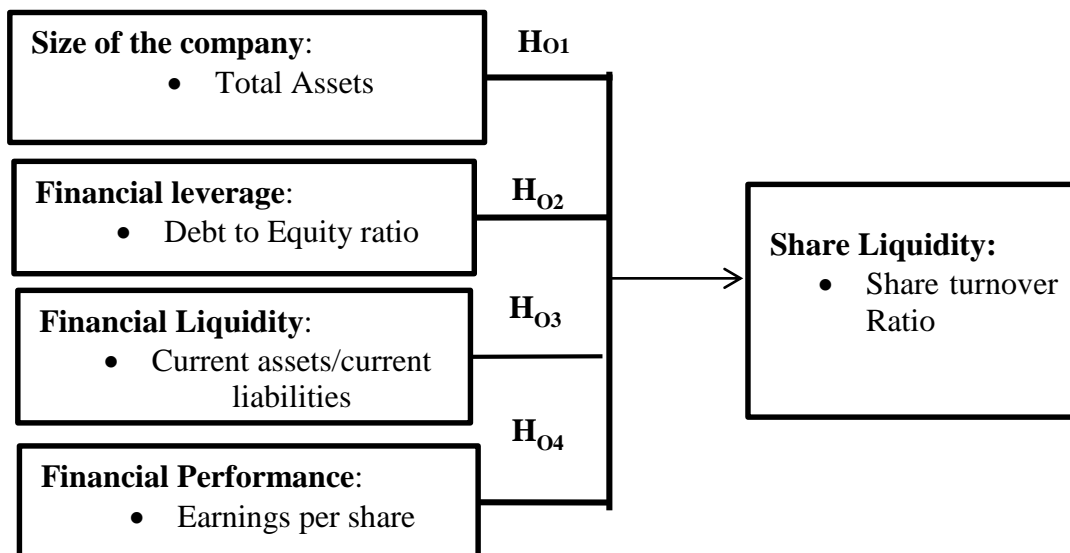 Size of the company:
• Total Assets
HO1
Financial leverage:
• Debt to Equity ratio
HO2
Financial Liquidity:
• Current assets/current
liabilities
HO3
Financial Performance:
• Earnings per share
HO4
Share Liquidity:
• Share turnover
Ratio